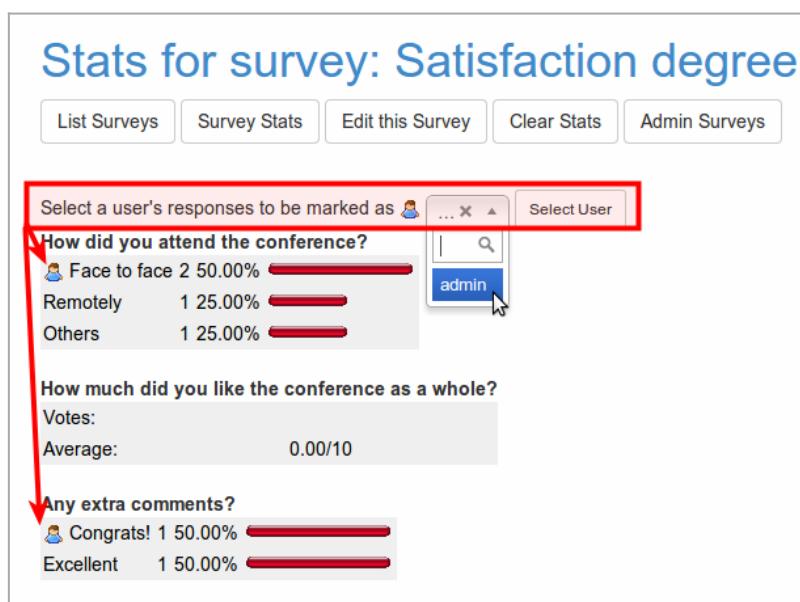 Stats for survey: Satisfaction degree
List Surveys Survey Stats Edit this Survey Clear Stats Admin Surveys
Select a user's responses to be marked as ... Select User
How did you attend the conference?
Face to face 2 50.00%
admin
Remotely 1 25.00%
Others 1 25.00%
How much did you like the conference as a whole?
Votes:
Average: 0.00/10
Any extra comments?
Congrats! 1 50.00%
Excellent 1 50.00%